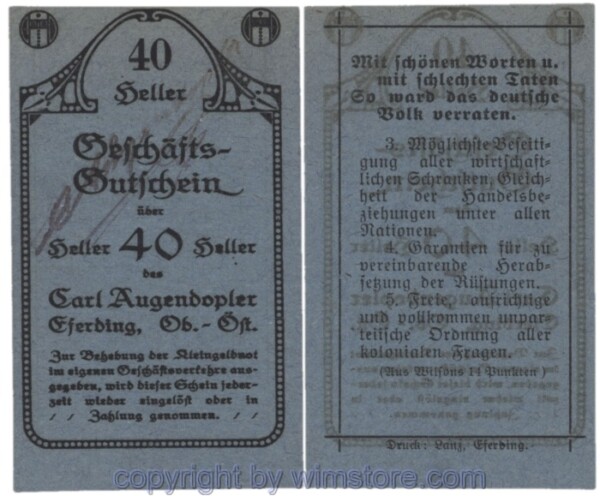 40
Heller
Geschäfts-
Gutschein
über
Heller 40 Heller
des
Carl Augendopler
Eferding, Ob.-Öst.
Zur Behebung der Kleingeldnot
im eigenen Geschäftsverkehre aus-
gegeben, wird dieser Schein jeder-
zeit wieder eingelöst oder in
/ / Zahlung genommen. / /
Mit schönen Worten u.
mit schlechten Taten
So ward das deutsche
Volk verraten.
3. Möglichste Beseiti-
gung aller wirtschaft-
lichen Schranken, Gleich-
heit der Handelsbe-
ziehungen unter allen
Nationen.
4. Garantien für zu
vereinbarende Herab-
setzung der Rüstungen.
5. Freie, aufrichtige
und vollkommen unpar-
teiische Ordnung aller
kolonialen Fragen.
(Aus Wilsons 14 Punkten)
Druck: Lanz, Eferding.
copyright by wimstore.com